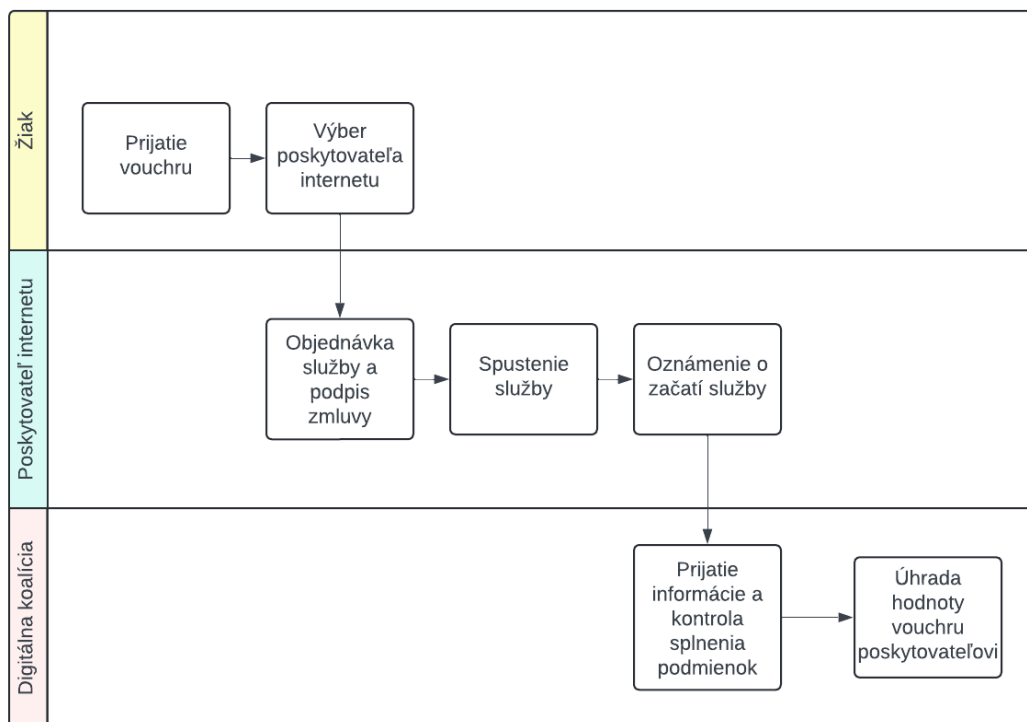 Žiak
Prijatie
vouchru
Výber
poskytovateľa
internetu
Poskytovateľ internetu
Objednávka
služby a
podpis
zmluvy
Spustenie
služby
Oznámenie o
začatí služby
Digitálna koalícia
Prijatie
informácie a
kontrola
splnenia
podmienok
Úhrada
hodnoty
vouchru
poskytovateľovi